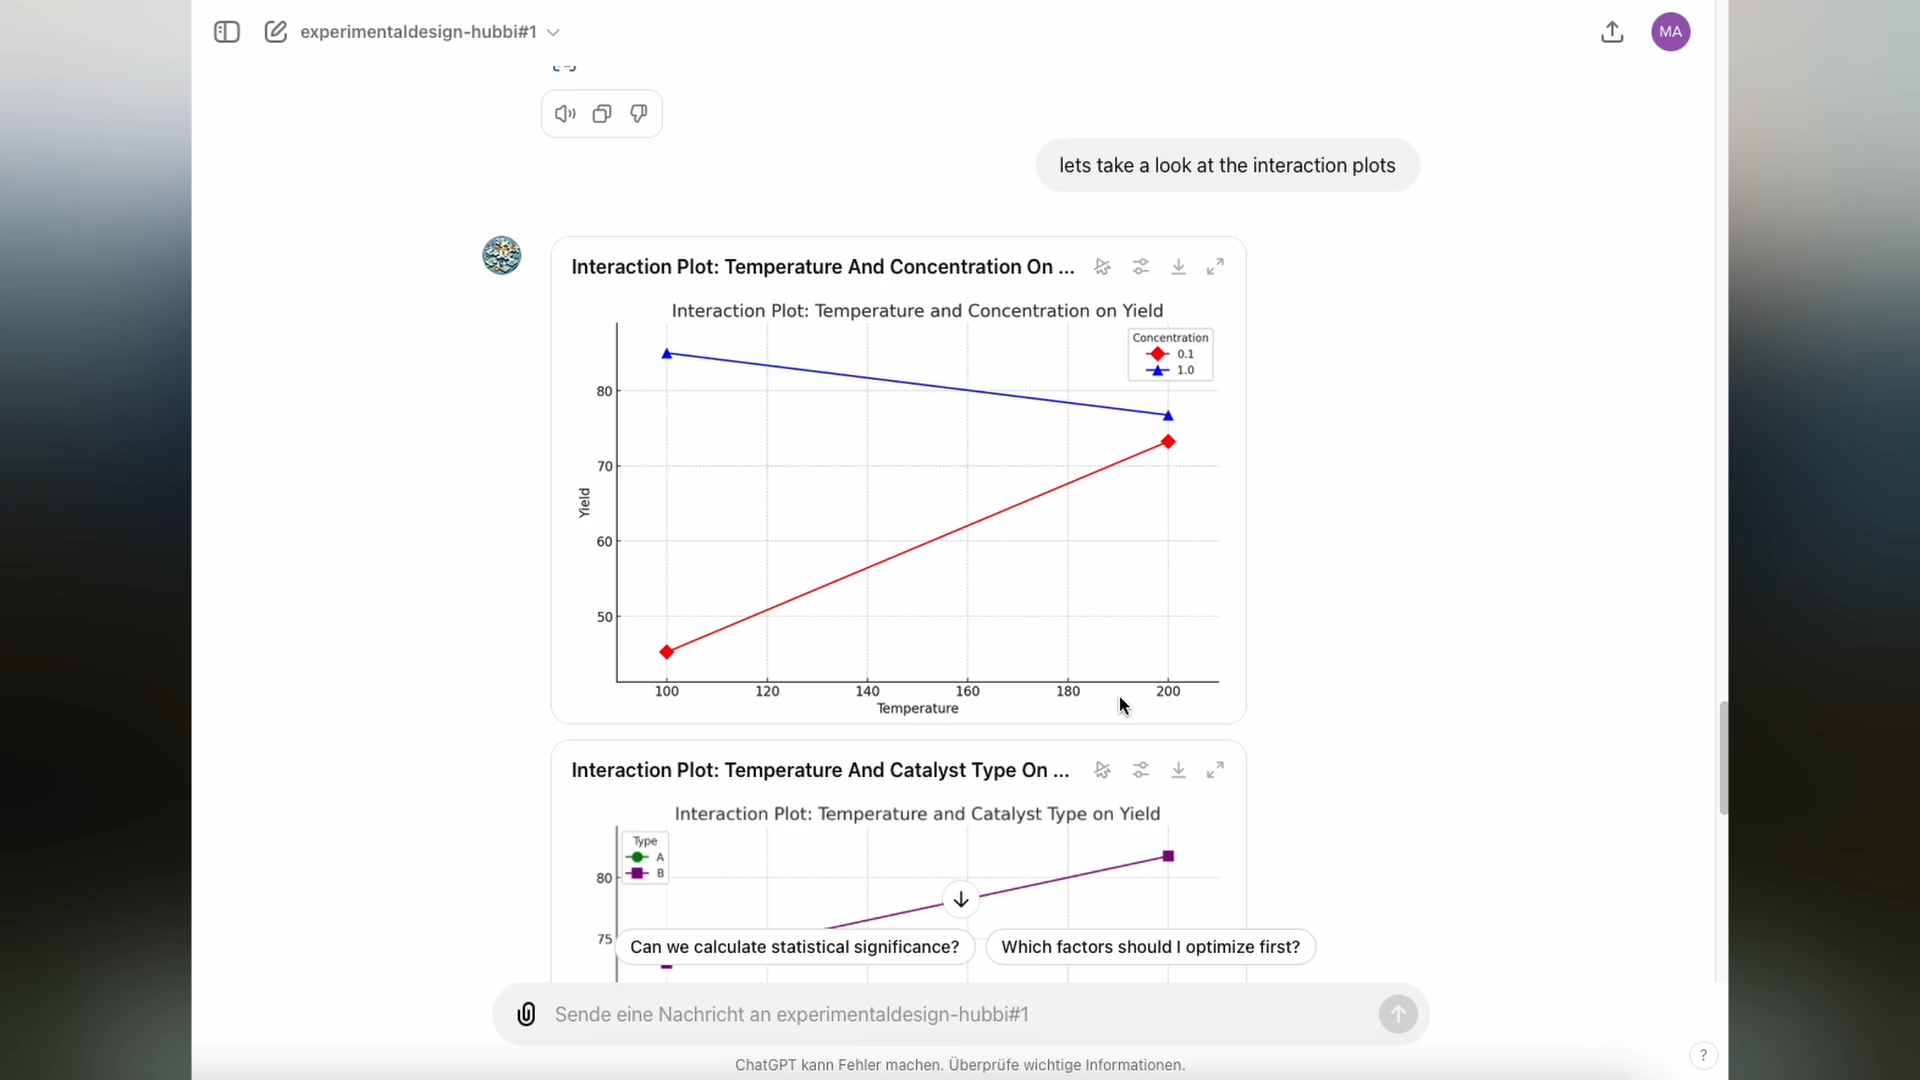 experimentaldesign-hubbi#1
MA
lets take a look at the interaction plots
Interaction Plot: Temperature And Concentration On ...
Interaction Plot: Temperature and Concentration on Yield
Concentration
0.1
1.0
80
70
60
50
Yield
100 120 140 160 180 200
Temperature
Interaction Plot: Temperature And Catalyst Type On ...
Interaction Plot: Temperature and Catalyst Type on Yield
Type
A
B
80
75
Can we calculate statistical significance?
Which factors should I optimize first?
Sende eine Nachricht an experimentaldesign-hubbi#1
ChatGPT kann Fehler machen. Überprüfe wichtige Informationen.
?